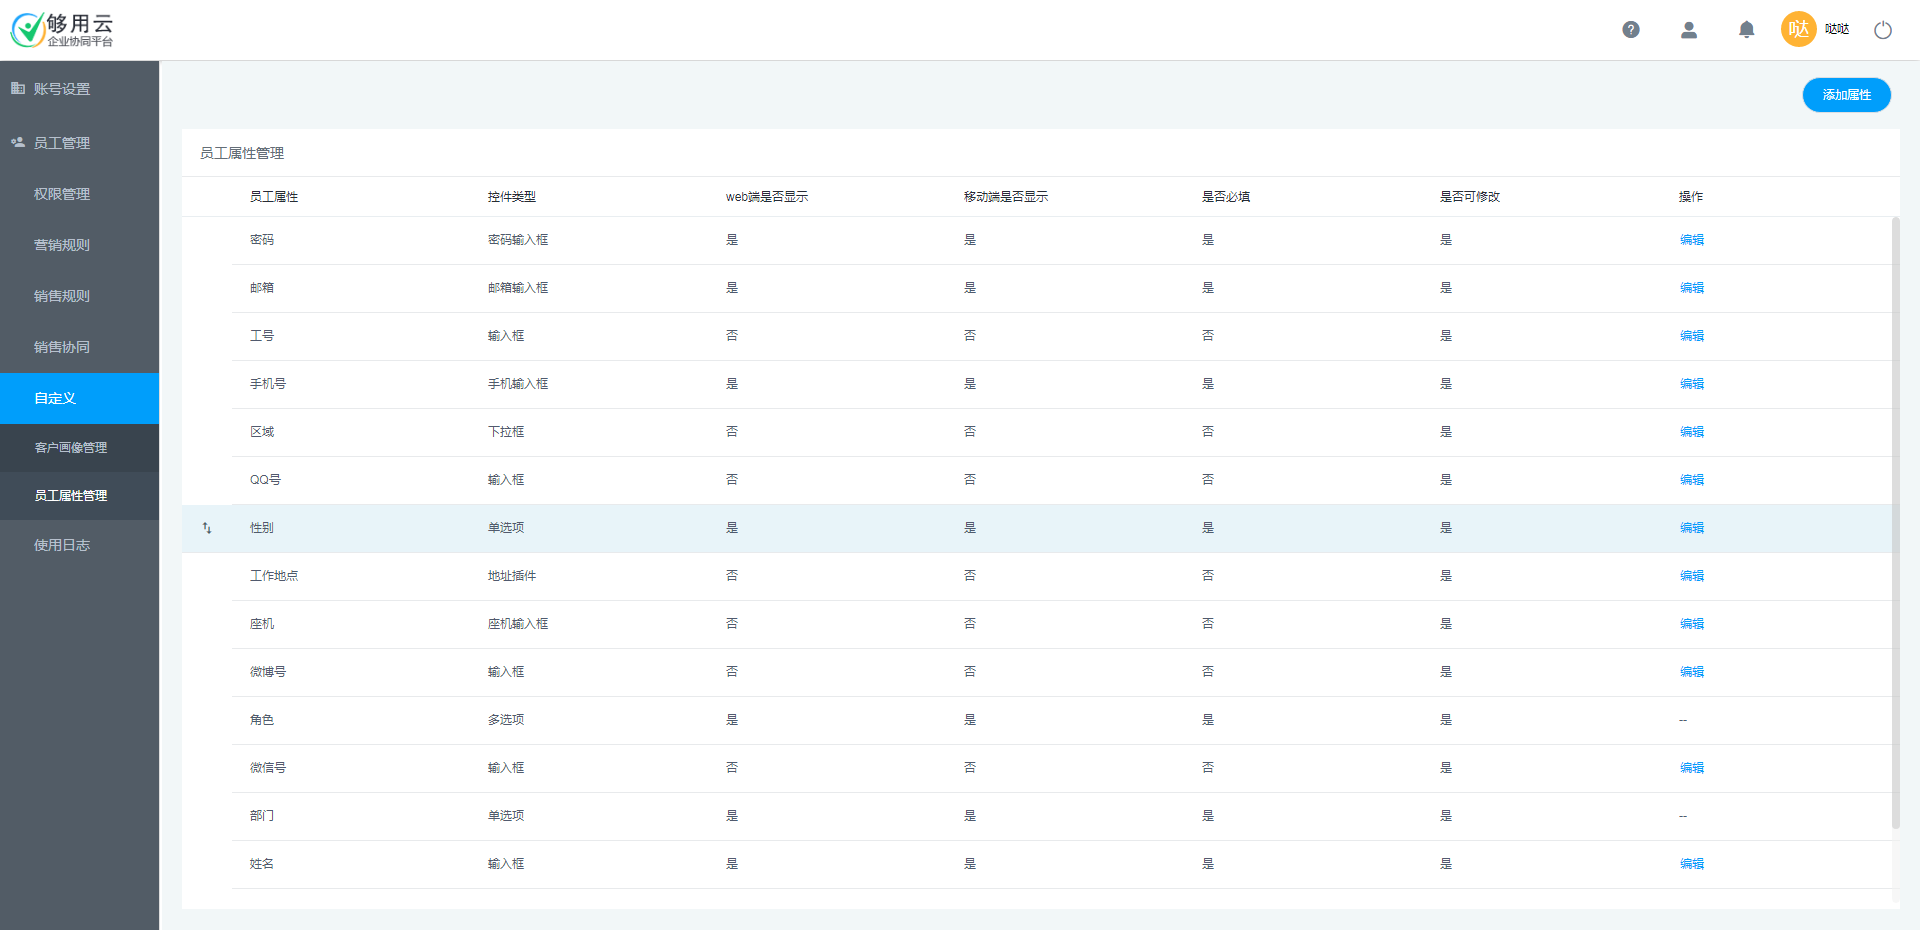 够用云
企业协同平台
?
哒
哒哒
账号设置
员工管理
权限管理
营销规则
销售规则
销售协同
自定义
客户画像管理
员工属性管理
使用日志
添加属性
员工属性管理
员工属性 控件类型 web端是否显示 移动端是否显示 是否必填 是否可修改 操作
密码 密码输入框 是 是 是 是 编辑
邮箱 邮箱输入框 是 是 是 是 编辑
工号 输入框 否 否 否 是 编辑
手机号 手机输入框 是 是 是 是 编辑
区域 下拉框 否 否 否 是 编辑
QQ号 输入框 否 否 否 是 编辑
性别 单选项 是 是 是 是 编辑
工作地点 地址插件 否 否 否 是 编辑
座机 座机输入框 否 否 否 是 编辑
微博号 输入框 否 否 否 是 编辑
角色 多选项 是 是 是 是 --
微信号 输入框 否 否 否 是 编辑
部门 单选项 是 是 是 是 --
姓名 输入框 是 是 是 是 编辑